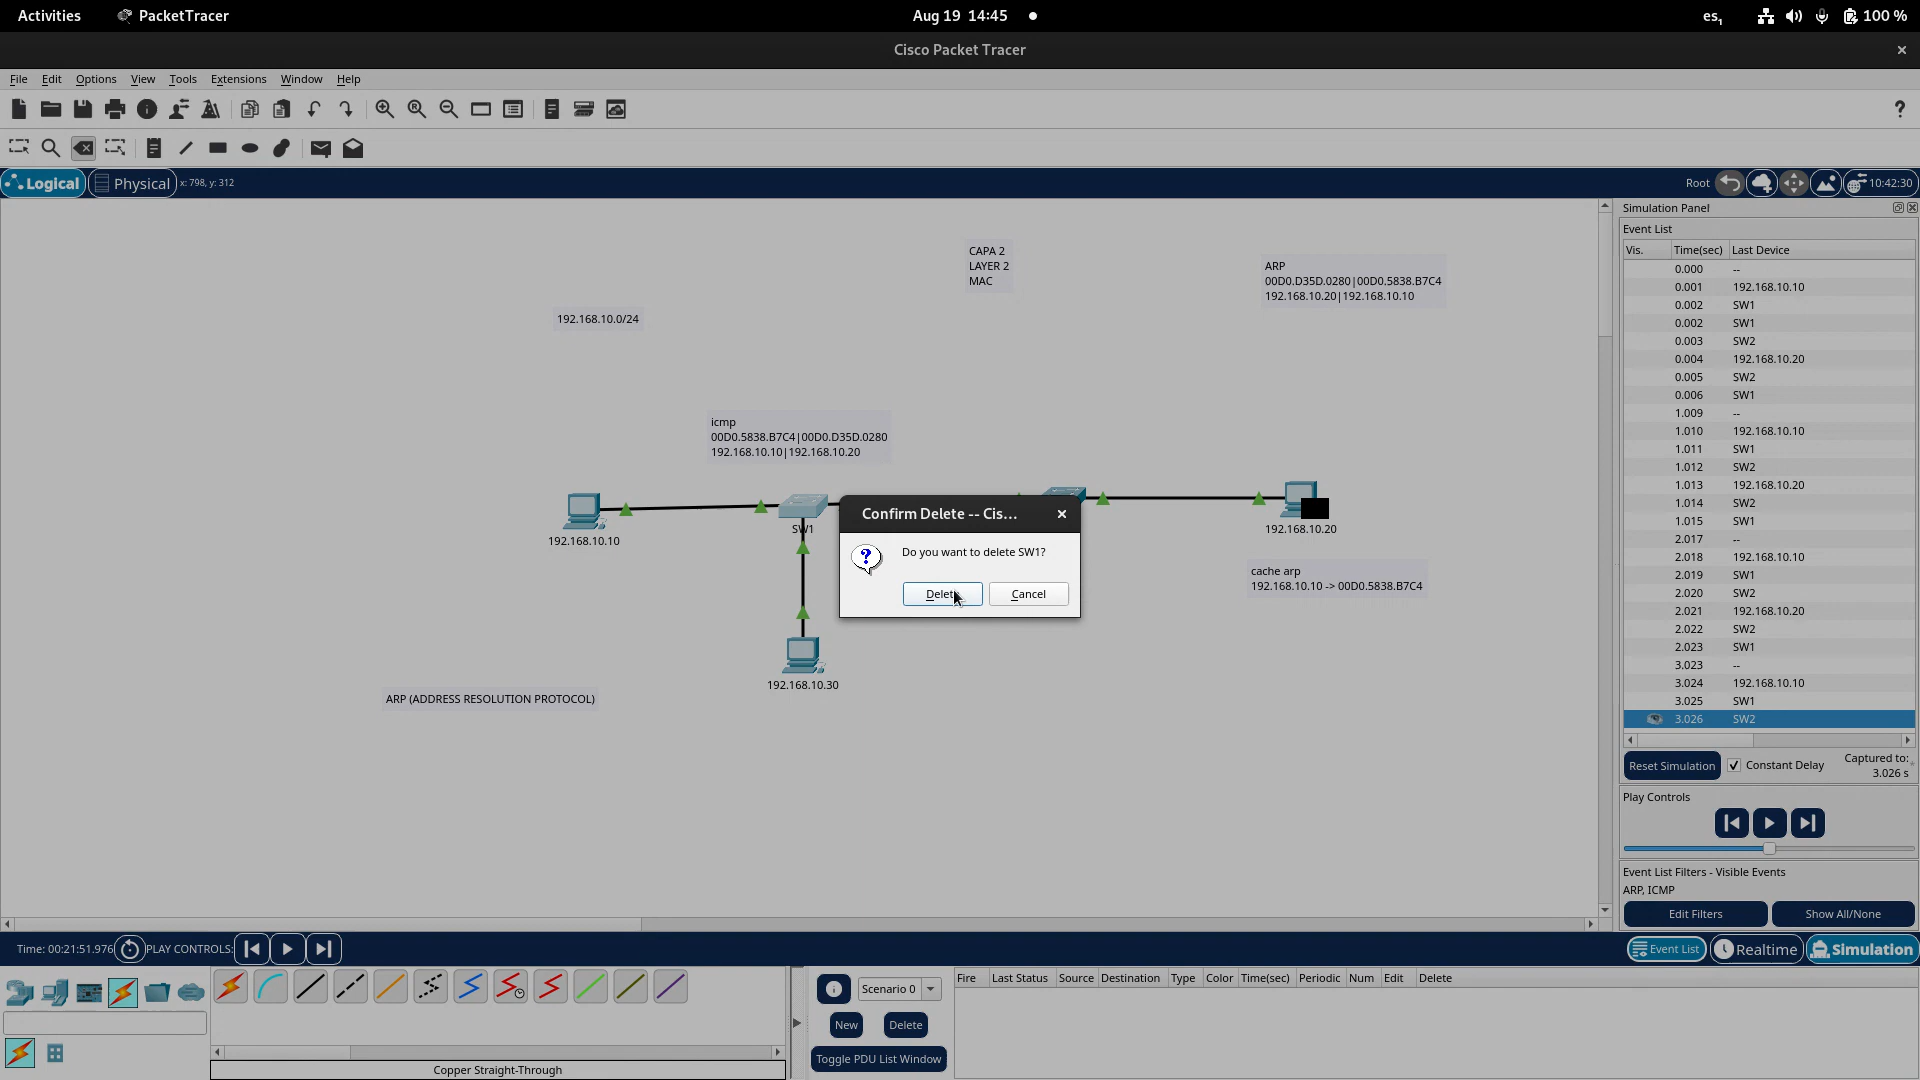 Activities
PacketTracer
Aug 19 14:45
es₁
100 %
Cisco Packet Tracer
File Edit Options View Tools Extensions Window Help
Logical
Physical
x: 798, y: 312
Root
10:42:30
CAPA 2
LAYER 2
MAC
ARP
00D0.D35D.0280|00D0.5838.B7C4
192.168.10.20|192.168.10.10
192.168.10.0/24
icmp
00D0.5838.B7C4|00D0.D35D.0280
192.168.10.10|192.168.10.20
SW1
192.168.10.10
192.168.10.20
Confirm Delete -- Cis...
Do you want to delete SW1?
Delete
Cancel
cache arp
192.168.10.10 -> 00D0.5838.B7C4
192.168.10.30
ARP (ADDRESS RESOLUTION PROTOCOL)
Simulation Panel
Event List
Vis. Time(sec) Last Device
0.000 --
0.001 192.168.10.10
0.002 SW1
0.002 SW1
0.003 SW2
0.004 192.168.10.20
0.005 SW2
0.006 SW1
1.009 --
1.010 192.168.10.10
1.011 SW1
1.012 SW2
1.013 192.168.10.20
1.014 SW2
1.015 SW1
2.017 --
2.018 192.168.10.10
2.019 SW1
2.020 SW2
2.021 192.168.10.20
2.022 SW2
2.023 SW1
3.023 --
3.024 192.168.10.10
3.025 SW1
3.026 SW2
Reset Simulation
Constant Delay
Captured to:
3.026 s
Play Controls
Event List Filters - Visible Events
ARP, ICMP
Edit Filters
Show All/None
Time: 00:21:51.976
PLAY CONTROLS:
Event List
Realtime
Simulation
Scenario 0
New
Delete
Toggle PDU List Window
Fire Last Status Source Destination Type Color Time(sec) Periodic Num Edit Delete
Copper Straight-Through